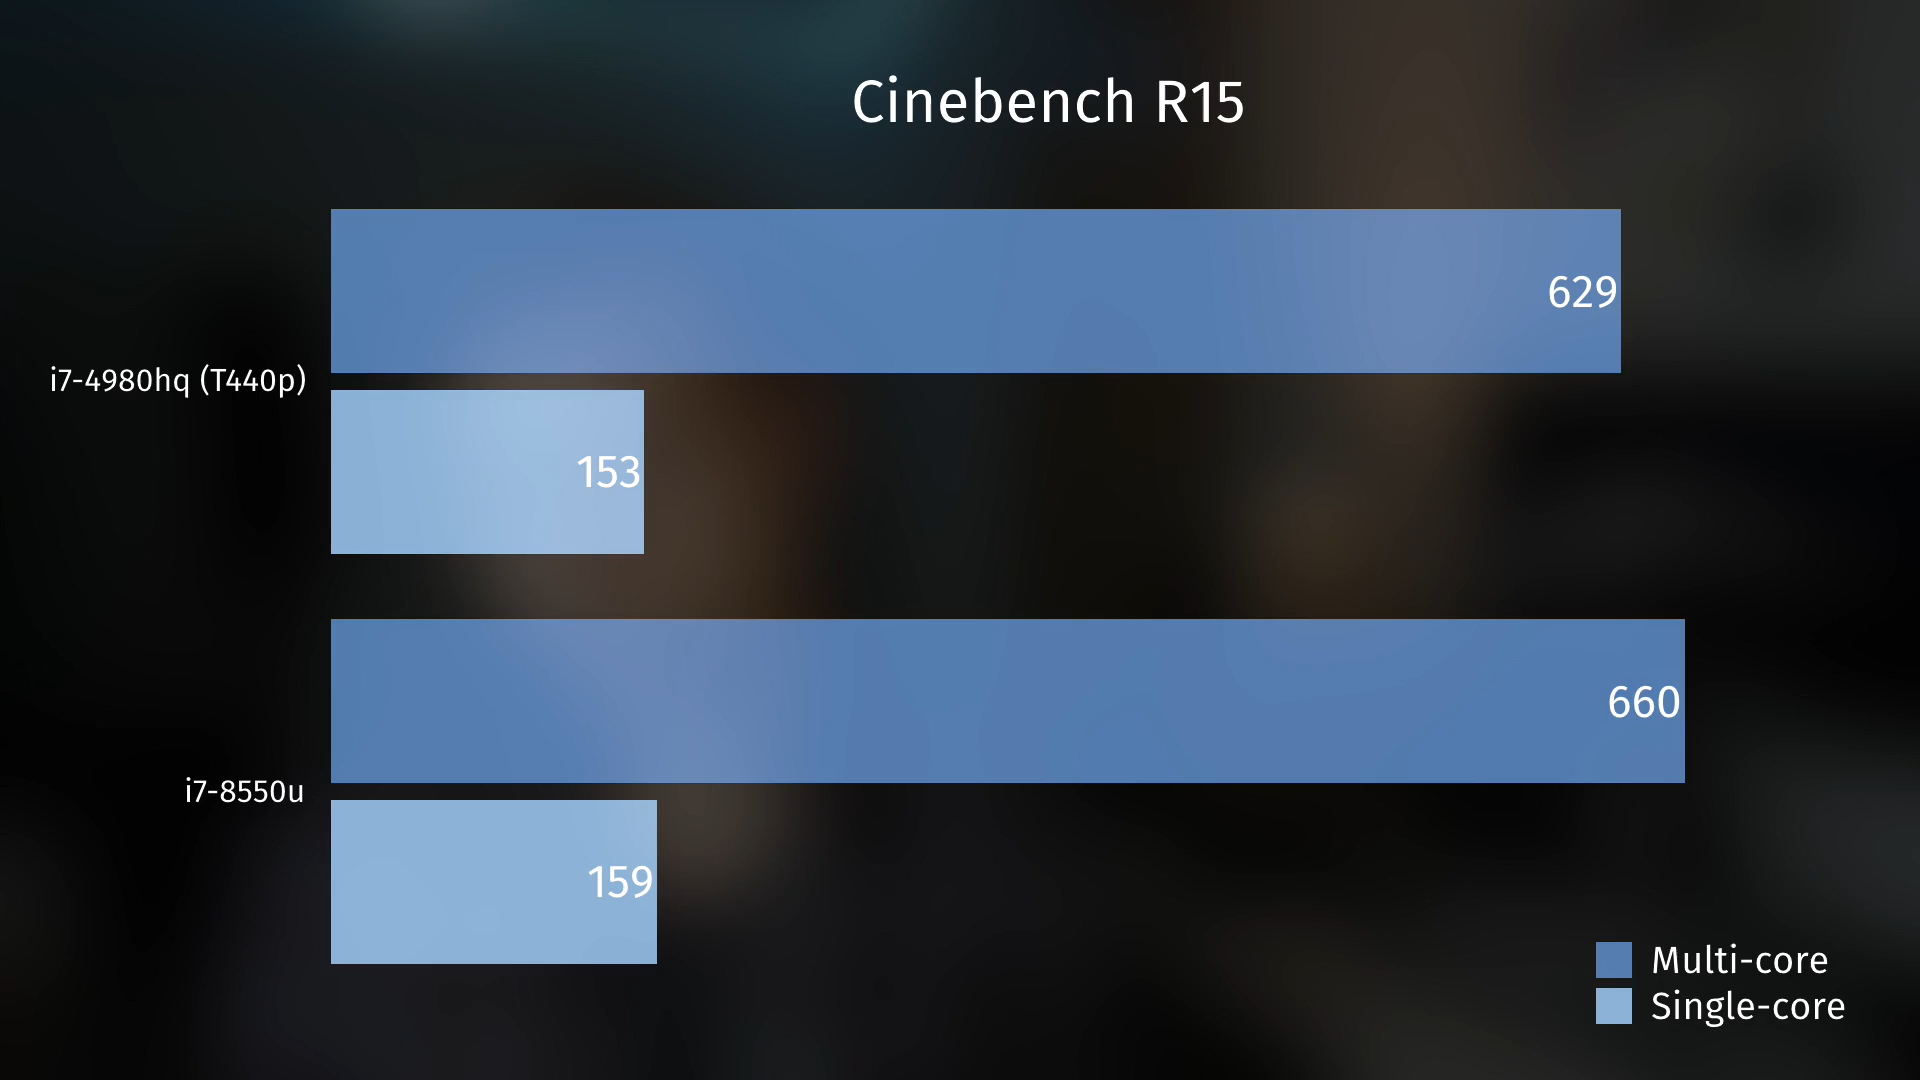 Cinebench R15
629
i7-4980hq (T440p)
153
660
i7-8550u
159
Multi-core
Single-core